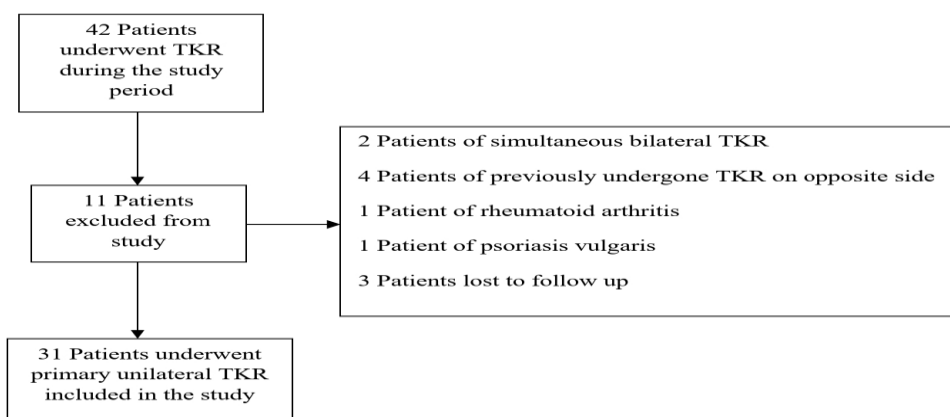 42 Patients
underwent TKR
during the study
period
11 Patients
excluded from
study
2 Patients of simultaneous bilateral TKR
4 Patients of previously undergone TKR on opposite side
1 Patient of rheumatoid arthritis
1 Patient of psoriasis vulgaris
3 Patients lost to follow up
31 Patients underwent
primary unilateral TKR
included in the study